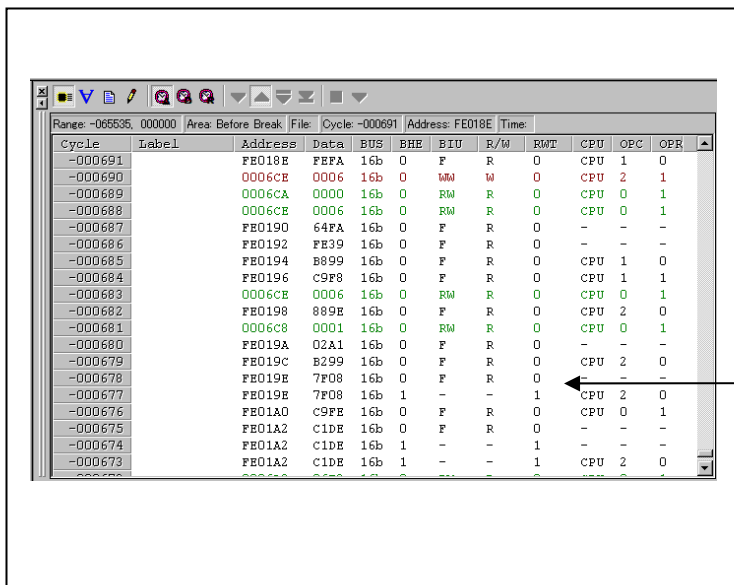 Range: -065535, 000000 Area: Before Break File: Cycle: -000691 Address: FE018E Time:
Cycle Label Address Data BUS BHE BIU R/W RWT CPU OPC OPR
-000691 FE018E FEFA 16b 0 F R 0 CPU 1 0
-000690 0006CE 0006 16b 0 WW W 0 CPU 2 1
-000689 0006CA 0000 16b 0 RW R 0 CPU 0 1
-000688 0006CE 0006 16b 0 RW R 0 CPU 0 1
-000687 FE0190 64FA 16b 0 F R 0 - - -
-000686 FE0192 FE39 16b 0 F R 0 - - -
-000685 FE0194 B899 16b 0 F R 0 CPU 1 0
-000684 FE0196 C9F8 16b 0 F R 0 CPU 1 1
-000683 0006CE 0006 16b 0 RW R 0 CPU 0 1
-000682 FE0198 889E 16b 0 F R 0 CPU 2 0
-000681 0006C8 0001 16b 0 RW R 0 CPU 0 1
-000680 FE019A 02A1 16b 0 F R 0 - - -
-000679 FE019C B299 16b 0 F R 0 CPU 2 0
-000678 FE019E 7F08 16b 0 F R 0 - - -
-000677 FE019E 7F08 16b 1 - - 1 CPU 2 0
-000676 FE01A0 C9FE 16b 0 F R 0 CPU 0 1
-000675 FE01A2 C1DE 16b 0 F R 0 - - -
-000674 FE01A2 C1DE 16b 1 - - 1 - - -
-000673 FE01A2 C1DE 16b 1 - - 1 CPU 2 0